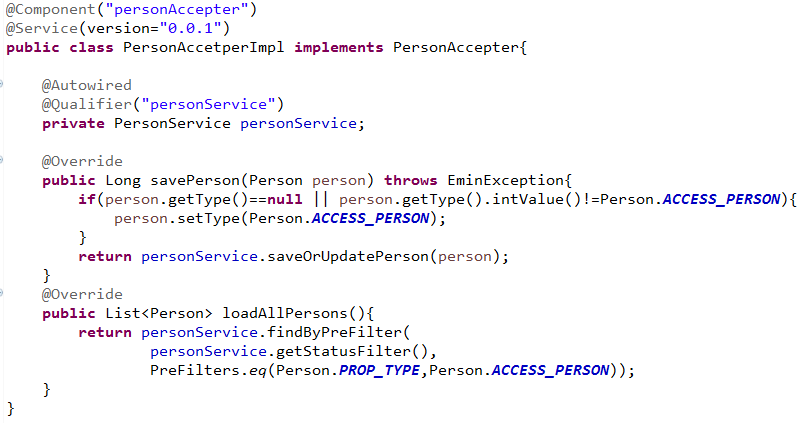 @Component("personAccepter")
@Service(version="0.0.1")
public class PersonAccetperImpl implements PersonAccepter{
@Autowired
@Qualifier("personService")
private PersonService personService;
@Override
public Long savePerson(Person person) throws EminException{
if(person.getType()==null || person.getType().intValue()!=Person.ACCESS_PERSON){
person.setType(Person.ACCESS_PERSON);
}
return personService.saveOrUpdatePerson(person);
}
@Override
public List<Person> loadAllPersons(){
return personService.findByPreFilter(
personService.getStatusFilter(),
PreFilters.eq(Person.PROP_TYPE,Person.ACCESS_PERSON));
}
}